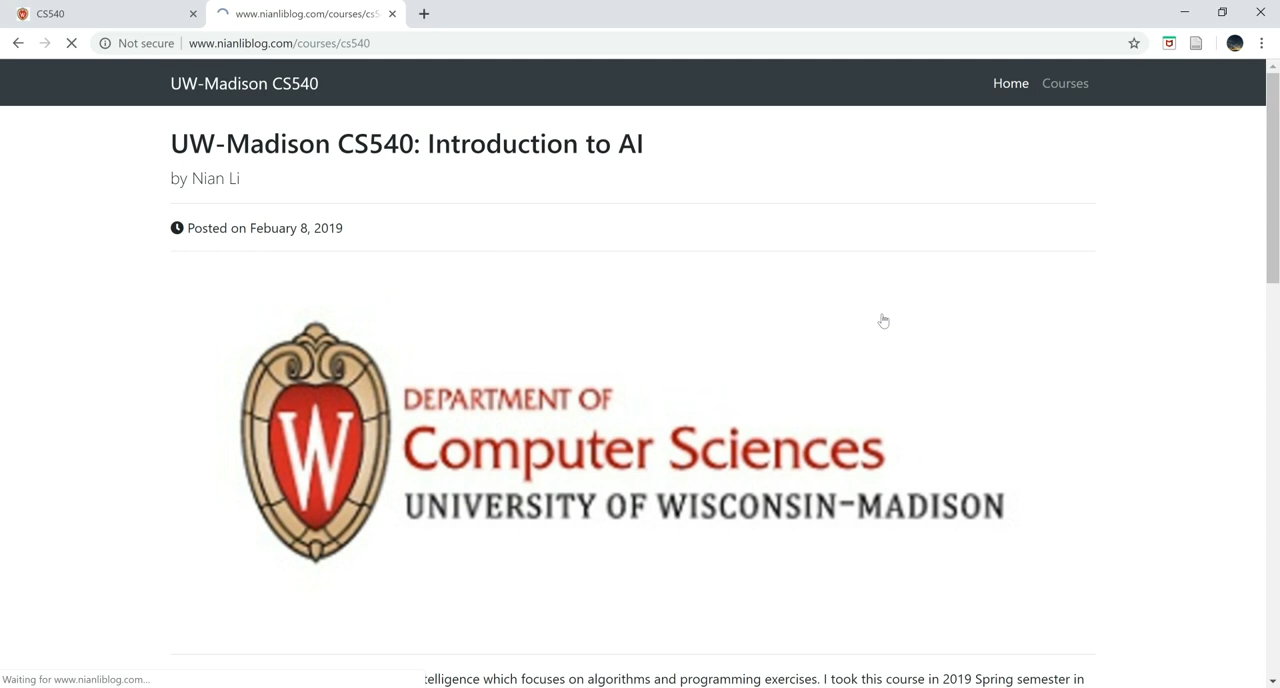 CS540
www.nianliblog.com/courses/cs5
Not secure
www.nianliblog.com/courses/cs540
UW-Madison CS540
Home
Courses
UW-Madison CS540: Introduction to AI
by Nian Li
Posted on Febuary 8, 2019
W
DEPARTMENT OF
Computer Sciences
UNIVERSITY OF WISCONSIN-MADISON
Waiting for www.nianliblog.com...
telligence which focuses on algorithms and programming exercises. I took this course in 2019 Spring semester in